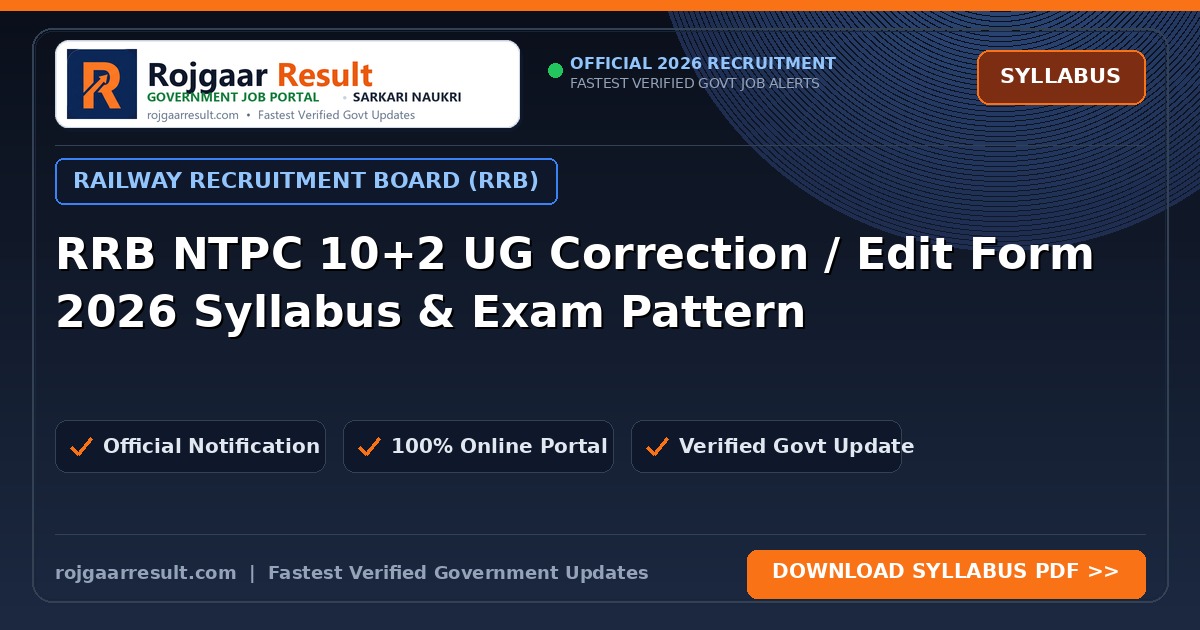 Rojgaar Result
GOVERNMENT JOB PORTAL • SARKARI NAUKRI
rojgaarresult.com • Fastest Verified Govt Updates
OFFICIAL 2026 RECRUITMENT
FASTEST VERIFIED GOVT JOB ALERTS
SYLLABUS
RAILWAY RECRUITMENT BOARD (RRB)
RRB NTPC 10+2 UG Correction / Edit Form
2026 Syllabus & Exam Pattern
Official Notification
100% Online Portal
Verified Govt Update
rojgaarresult.com | Fastest Verified Government Updates
DOWNLOAD SYLLABUS PDF >>